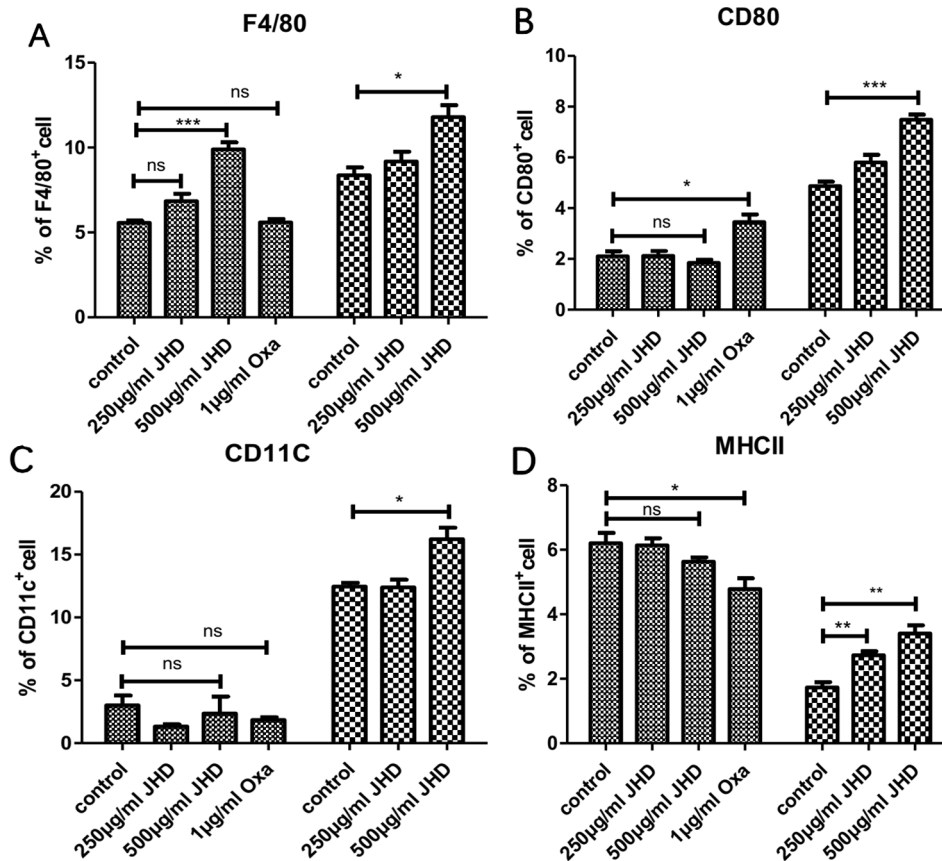 A
F4/80
% of F4/80+cell
15
10
5
0
ns
***
ns
*
control
250µg/ml JHD
500µg/ml JHD
1µg/ml Oxa
control
250µg/ml JHD
500µg/ml JHD
B
CD80
% of CD80+cell
10
8
6
4
2
0
*
ns
***
control
250µg/ml JHD
500µg/ml JHD
1µg/ml Oxa
control
250µg/ml JHD
500µg/ml JHD
C
CD11C
% of CD11c+cell
20
15
10
5
0
ns
ns
*
control
250µg/ml JHD
500µg/ml JHD
1µg/ml Oxa
control
250µg/ml JHD
500µg/ml JHD
D
MHCII
% of MHCII+cell
8
6
4
2
0
*
ns
**
**
control
250µg/ml JHD
500µg/ml JHD
1µg/ml Oxa
control
250µg/ml JHD
500µg/ml JHD